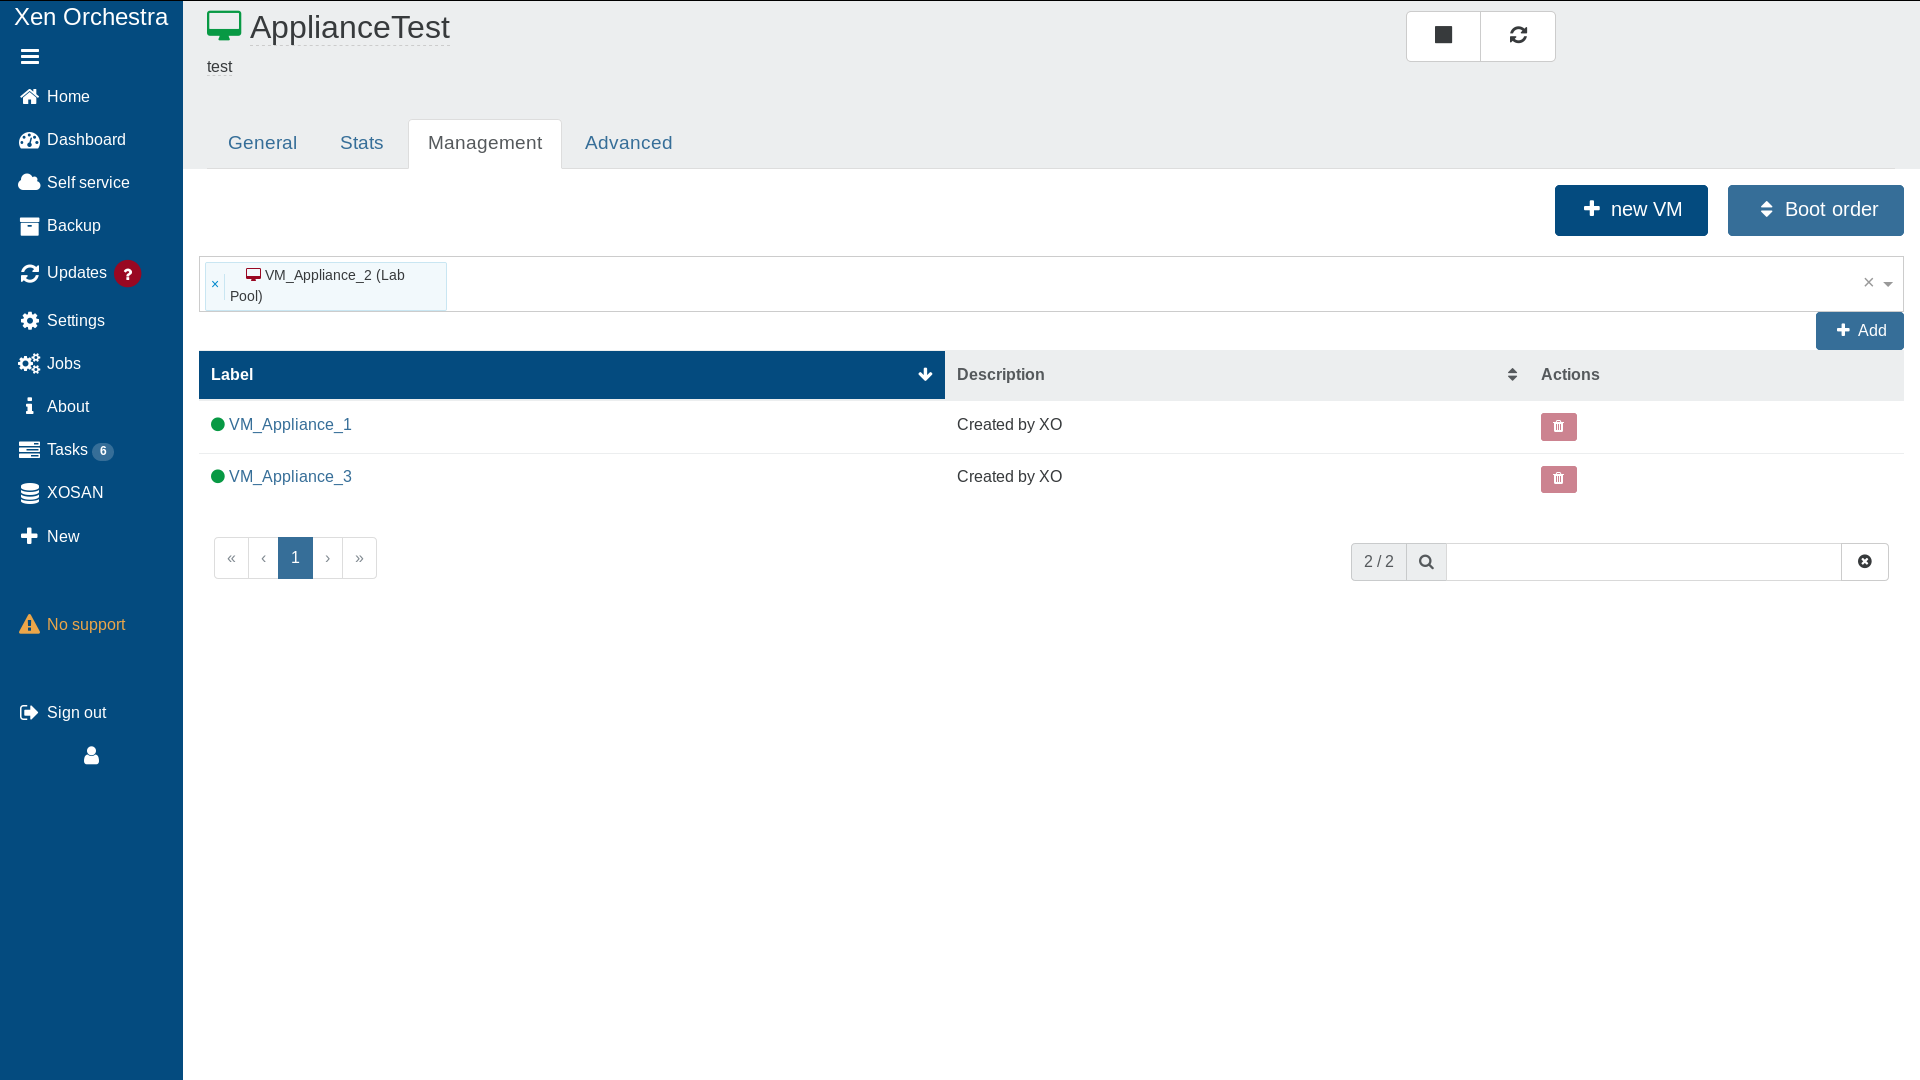 Xen Orchestra
Home
Dashboard
Self service
Backup
Updates ?
Settings
Jobs
About
Tasks 6
XOSAN
New
No support
Sign out
ApplianceTest
test
General Stats Management Advanced
new VM Boot order
× VM_Appliance_2 (Lab
Pool)
×
Add
Label Description Actions
VM_Appliance_1 Created by XO
VM_Appliance_3 Created by XO
« ‹ 1 › »
2 / 2